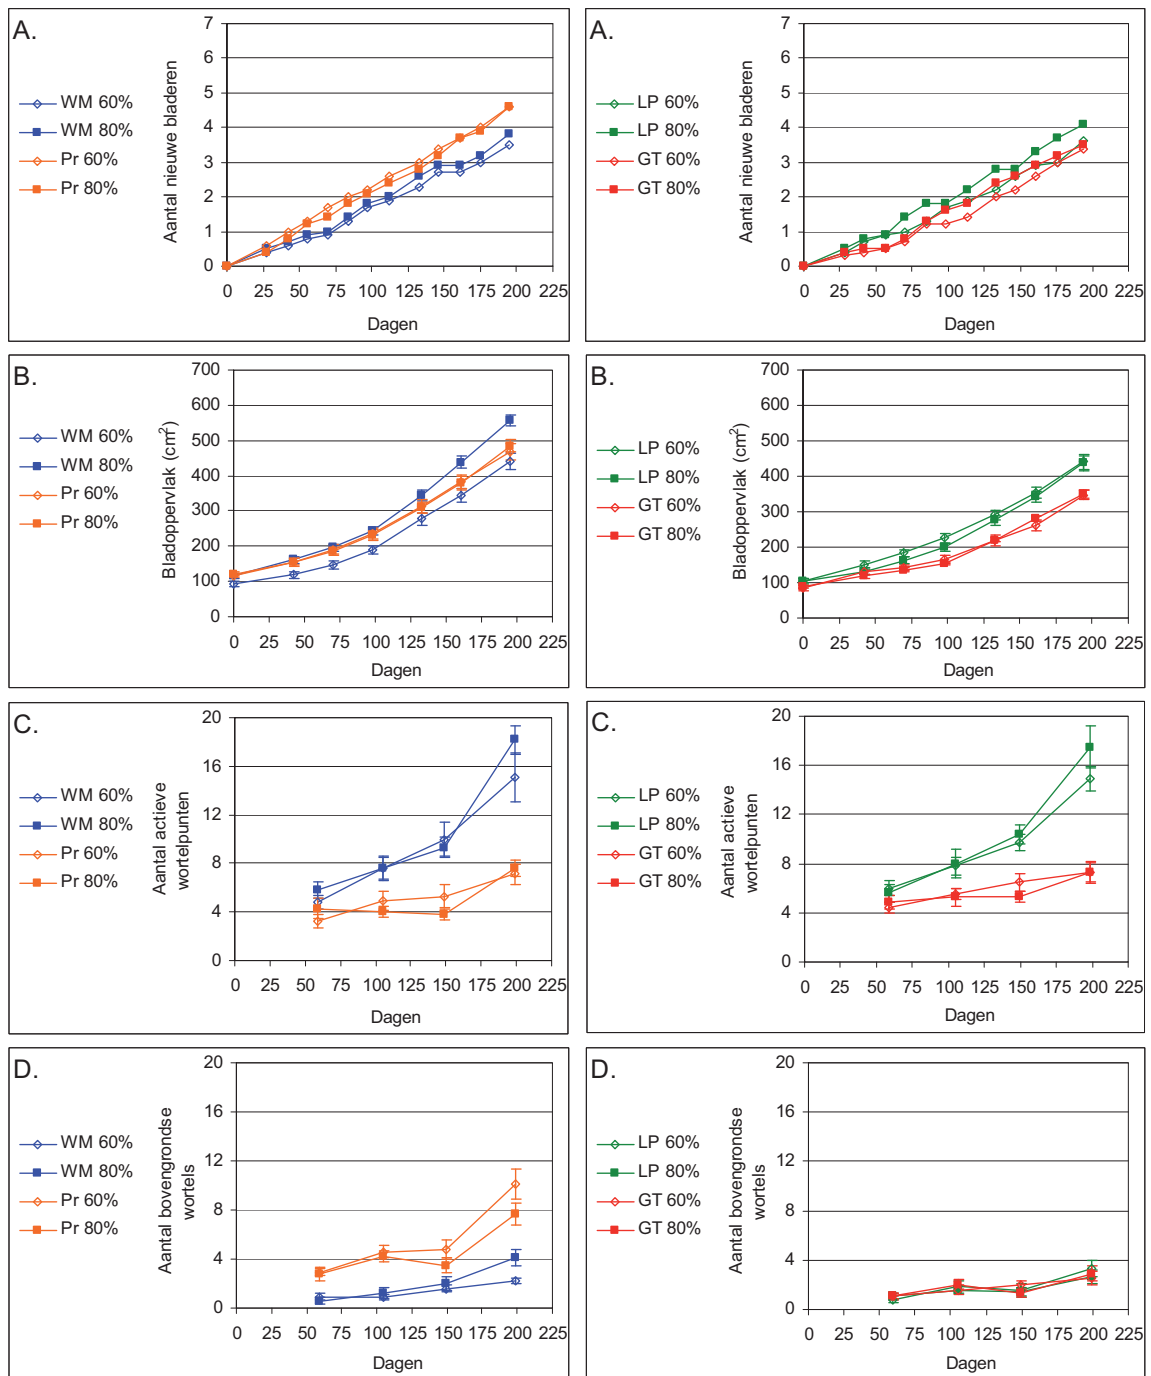 A.
Aantal nieuwe bladeren
7
6
5
4
3
2
1
0
0 25 50 75 100 125 150 175 200 225
Dagen
WM 60%
WM 80%
Pr 60%
Pr 80%
A.
Aantal nieuwe bladeren
7
6
5
4
3
2
1
0
0 25 50 75 100 125 150 175 200 225
Dagen
LP 60%
LP 80%
GT 60%
GT 80%
B.
Bladoppervlak (cm²)
700
600
500
400
300
200
100
0
0 25 50 75 100 125 150 175 200 225
Dagen
WM 60%
WM 80%
Pr 60%
Pr 80%
B.
Bladoppervlak (cm²)
700
600
500
400
300
200
100
0
0 25 50 75 100 125 150 175 200 225
Dagen
LP 60%
LP 80%
GT 60%
GT 80%
C.
Aantal actieve
wortelpunten
20
16
12
8
4
0
0 25 50 75 100 125 150 175 200 225
Dagen
WM 60%
WM 80%
Pr 60%
Pr 80%
C.
Aantal actieve
wortelpunten
20
16
12
8
4
0
0 25 50 75 100 125 150 175 200 225
Dagen
LP 60%
LP 80%
GT 60%
GT 80%
D.
Aantal bovengrondse
wortels
20
16
12
8
4
0
0 25 50 75 100 125 150 175 200 225
Dagen
WM 60%
WM 80%
Pr 60%
Pr 80%
D.
Aantal bovengrondse
wortels
20
16
12
8
4
0
0 25 50 75 100 125 150 175 200 225
Dagen
LP 60%
LP 80%
GT 60%
GT 80%